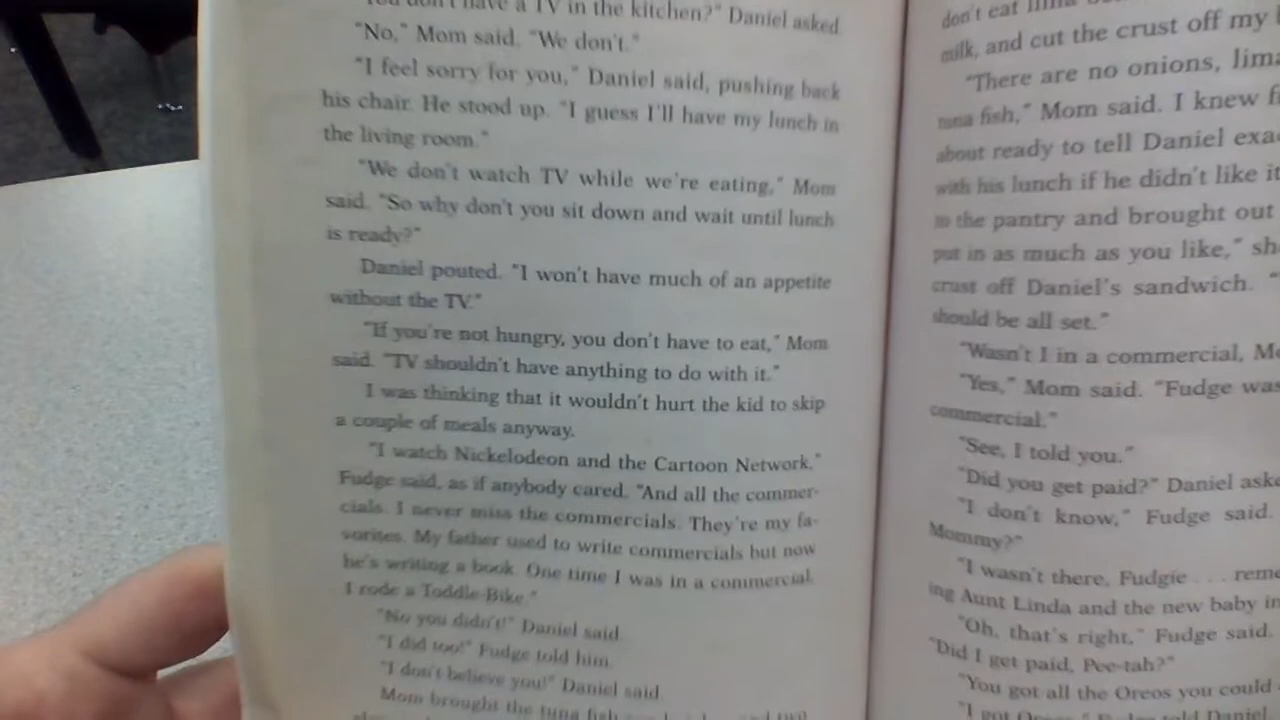 don't have a TV in the kitchen?" Daniel asked.
"No," Mom said. "We don't."
"I feel sorry for you," Daniel said, pushing back
his chair. He stood up. "I guess I'll have my lunch in
the living room."
"We don't watch TV while we're eating," Mom
said. "So why don't you sit down and wait until lunch
is ready?"
Daniel pouted. "I won't have much of an appetite
without the TV."
"If you're not hungry, you don't have to eat," Mom
said. "TV shouldn't have anything to do with it."
I was thinking that it wouldn't hurt the kid to skip
a couple of meals anyway.
"I watch Nickelodeon and the Cartoon Network,"
Fudge said, as if anybody cared. "And all the commer-
cials. I never miss the commercials. They're my fa-
vorites. My father used to write commercials but now
he's writing a book. One time I was in a commercial.
I rode a Toddle-Bike."
"No you didn't!" Daniel said.
"I did too!" Fudge told him.
"I don't believe you!" Daniel said.
Mom brought the tuna fish
don't eat
milk, and cut the crust off my
"There are no onions,
tuna fish," Mom said. I knew
about ready to tell Daniel
with his lunch if he didn't like it
to the pantry and brought out
put in as much as you like,"
crust off Daniel's sandwich. "
should be all set."
"Wasn't I in a commercial,
"Yes," Mom said. "Fudge was
commercial."
"See, I told you."
"Did you get paid?" Daniel
"I don't know," Fudge said.
Mommy?"
"I wasn't there, Fudgie . . .
ing Aunt Linda and the new baby in
"Oh, that's right," Fudge said.
"Did I get paid, Pee-tah?"
"You got all the Oreos you could
"I got told Daniel